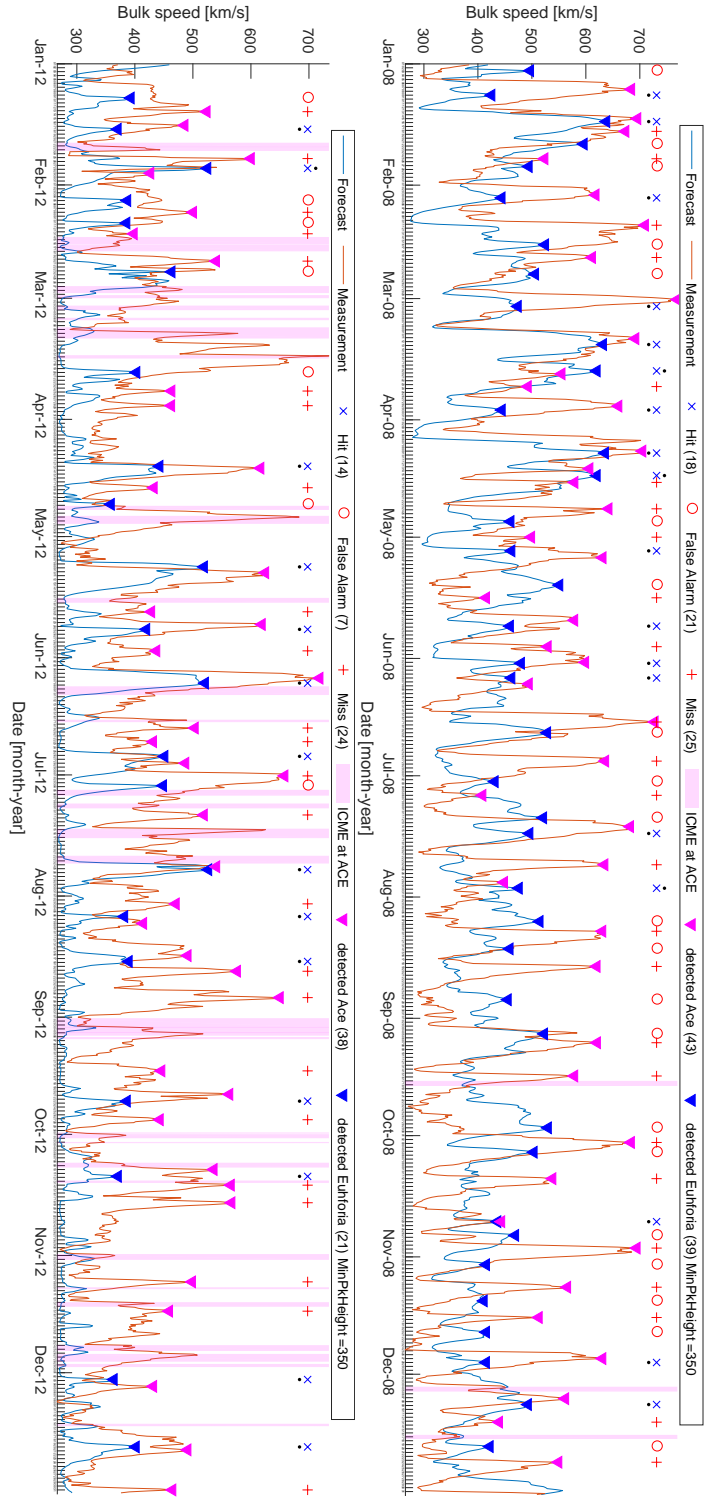 Forecast Measurement Hit (18) False Alarm (21) Miss (25) ICME at ACE detected Ace (43) detected Euhforia (39) MinPkHeight =350
Bulk speed [km/s]
700
600
500
400
300
Jan-08 Feb-08 Mar-08 Apr-08 May-08 Jun-08 Jul-08 Aug-08 Sep-08 Oct-08 Nov-08 Dec-08
Date [month-year]
Forecast Measurement Hit (14) False Alarm (7) Miss (24) ICME at ACE detected Ace (38) detected Euhforia (21) MinPkHeight =350
Bulk speed [km/s]
700
600
500
400
300
Jan-12 Feb-12 Mar-12 Apr-12 May-12 Jun-12 Jul-12 Aug-12 Sep-12 Oct-12 Nov-12 Dec-12
Date [month-year]